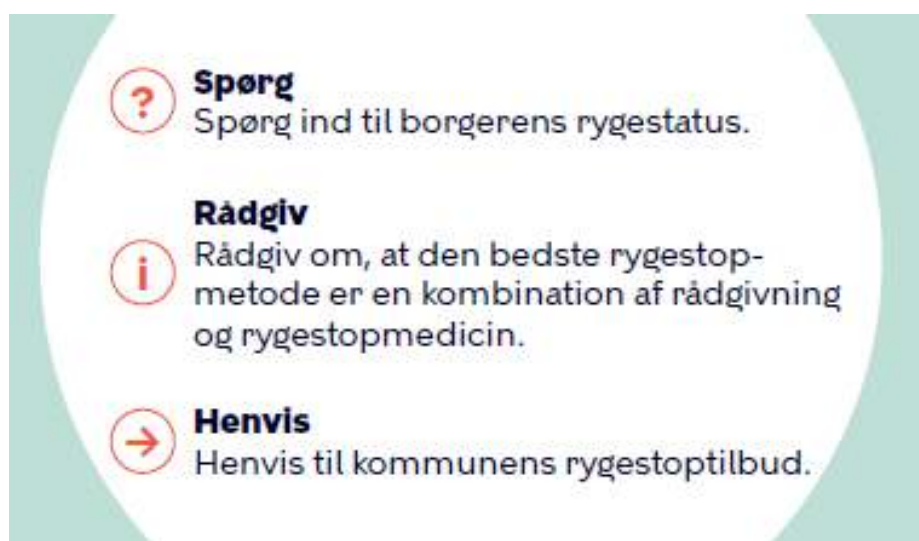 ?
Spørg
Spørg ind til borgerens rygestatus.
i
Rådgiv
Rådgiv om, at den bedste rygestop-
metode er en kombination af rådgivning
og rygestopmedicin.
Henvis
Henvis til kommunens rygestoptilbud.